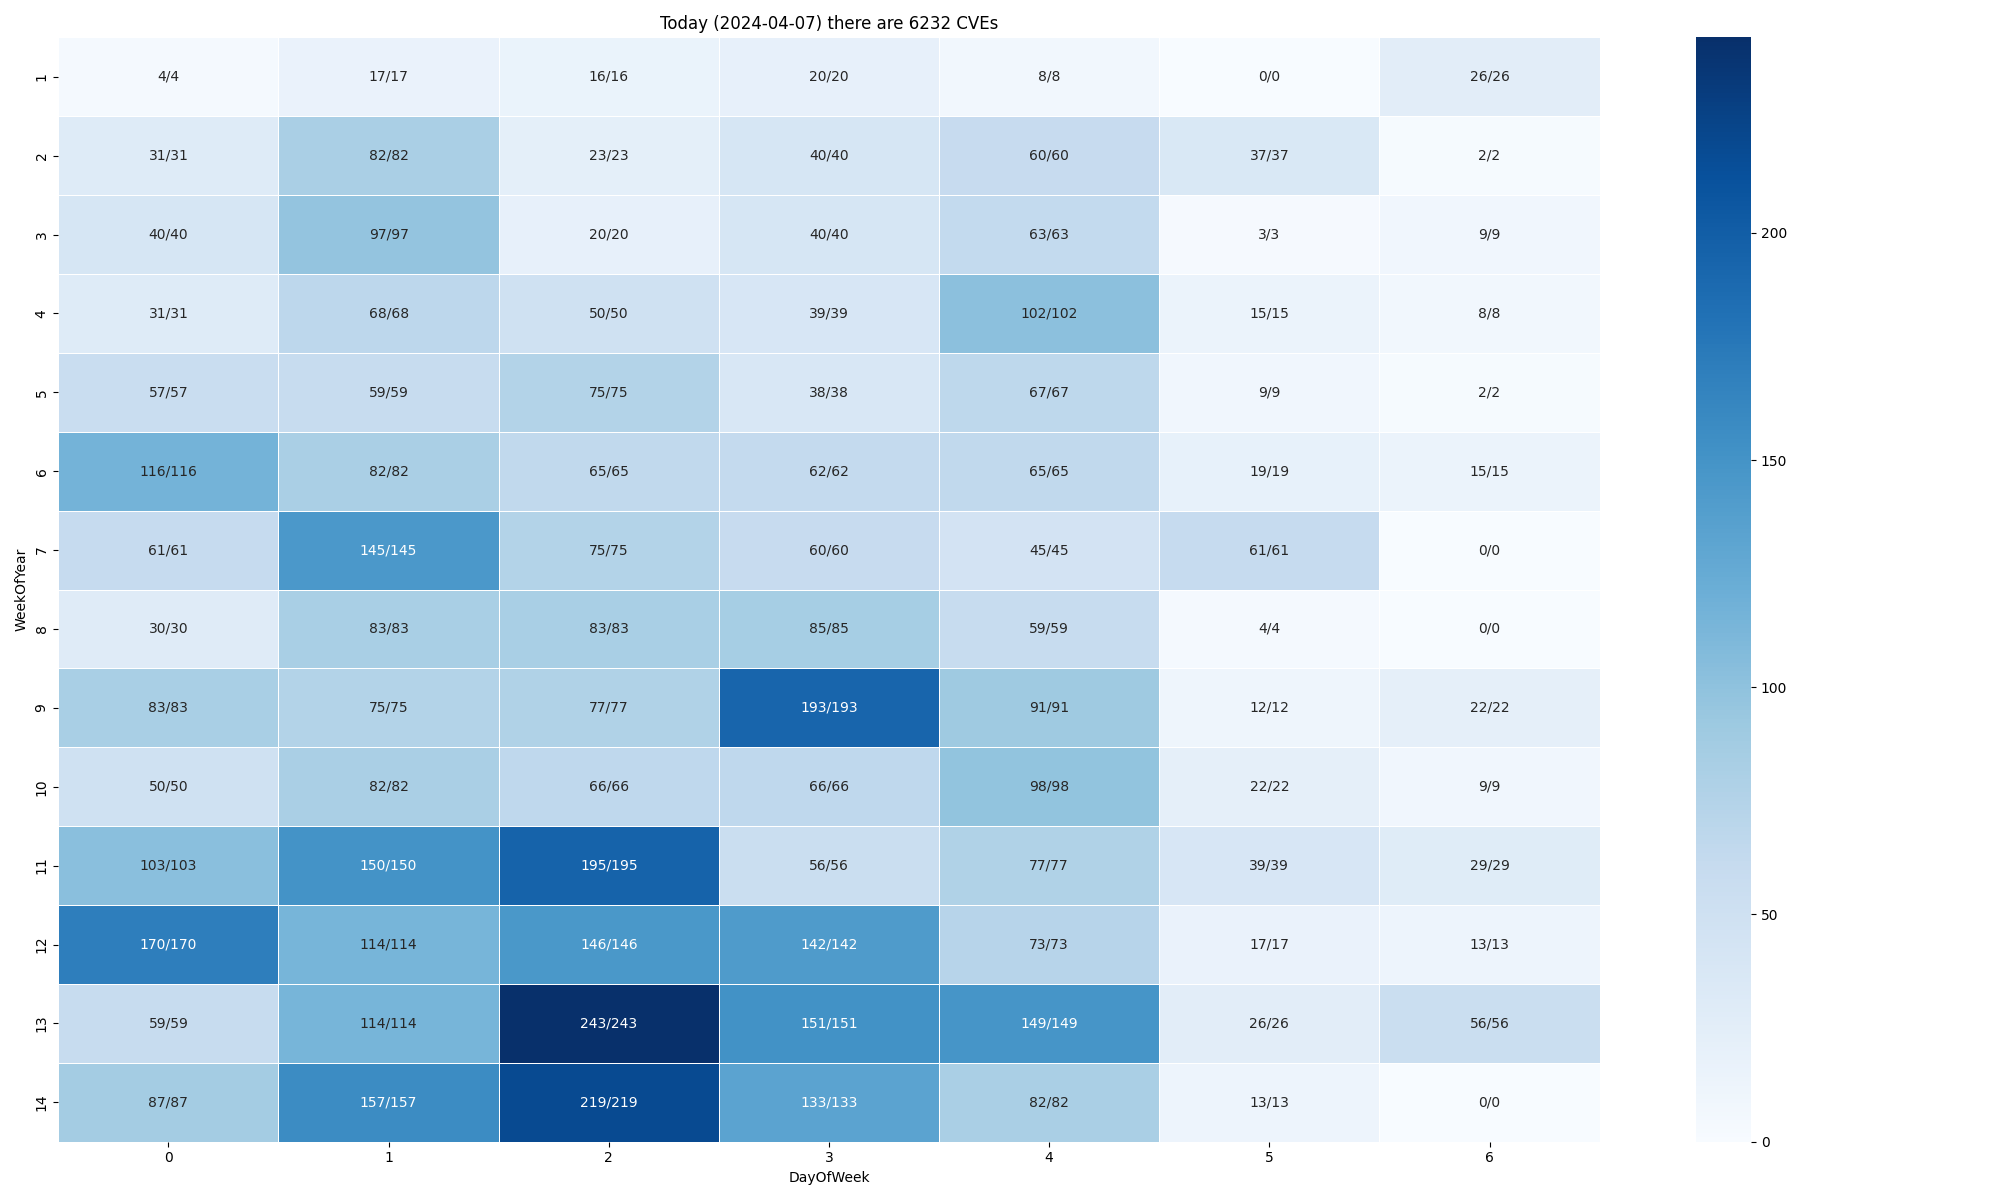 Today (2024-04-07) there are 6232 CVEs
1 4/4 17/17 16/16 20/20 8/8 0/0 26/26
2 31/31 82/82 23/23 40/40 60/60 37/37 2/2
3 40/40 97/97 20/20 40/40 63/63 3/3 9/9
4 31/31 68/68 50/50 39/39 102/102 15/15 8/8
5 57/57 59/59 75/75 38/38 67/67 9/9 2/2
6 116/116 82/82 65/65 62/62 65/65 19/19 15/15
7 61/61 145/145 75/75 60/60 45/45 61/61 0/0
8 30/30 83/83 83/83 85/85 59/59 4/4 0/0
9 83/83 75/75 77/77 193/193 91/91 12/12 22/22
10 50/50 82/82 66/66 66/66 98/98 22/22 9/9
11 103/103 150/150 195/195 56/56 77/77 39/39 29/29
12 170/170 114/114 146/146 142/142 73/73 17/17 13/13
13 59/59 114/114 243/243 151/151 149/149 26/26 56/56
14 87/87 157/157 219/219 133/133 82/82 13/13 0/0
0 1 2 3 4 5 6
DayOfWeek
WeekOfYear
200
150
100
50
0